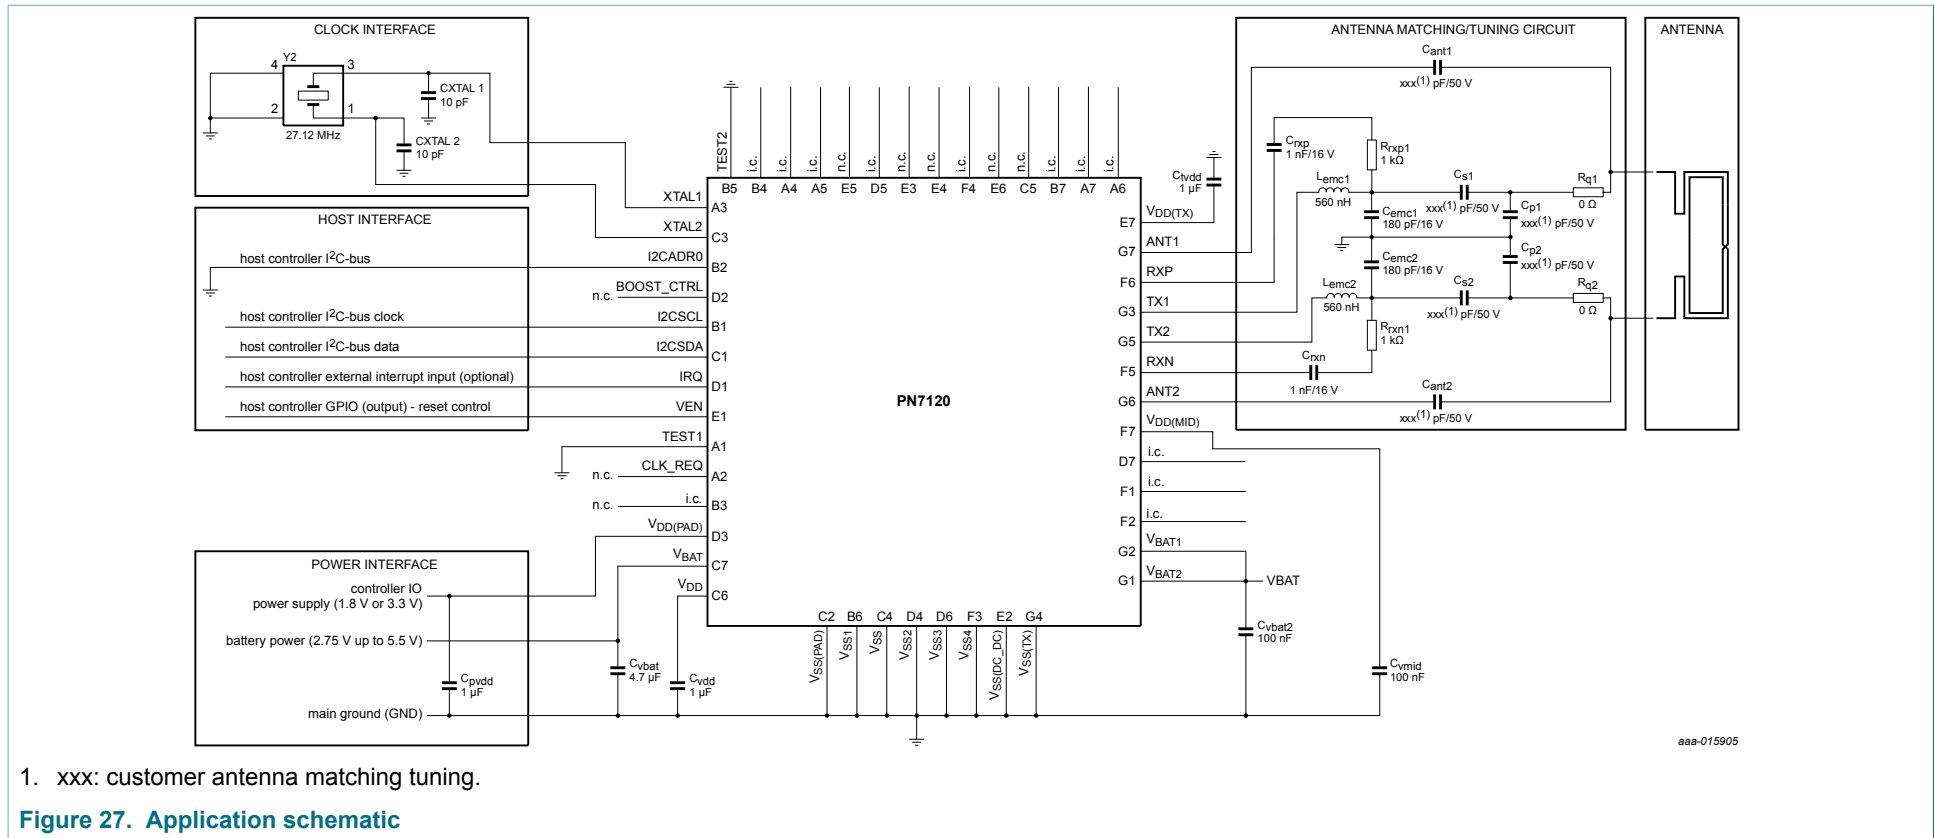 CLOCK INTERFACE
Y2
4
3
2
1
27.12 MHz
CXTAL 1
10 pF
CXTAL 2
10 pF
HOST INTERFACE
host controller I2C-bus
host controller I2C-bus clock
host controller I2C-bus data
host controller external interrupt input (optional)
host controller GPIO (output) - reset control
POWER INTERFACE
controller IO
power supply (1.8 V or 3.3 V)
battery power (2.75 V up to 5.5 V)
Cpvdd
1 µF
main ground (GND)
XTAL1
A3
XTAL2
C3
I2CADR0
B2
n.c.
BOOST_CTRL
D2
I2CSCL
B1
I2CSDA
C1
IRQ
D1
VEN
E1
TEST1
A1
n.c.
CLK_REQ
A2
n.c.
i.c.
B3
VDD(PAD)
D3
VBAT
C7
VDD
C6
Cvbat
4.7 µF
Cvdd
1 µF
TEST2
i.c.
i.c.
i.c.
n.c.
i.c.
n.c.
n.c.
i.c.
i.c.
n.c.
i.c.
i.c.
i.c.
B5 B4 A4 A5 E5 D5 E3 E4 F4 E6 C5 B7 A7 A6
PN7120
C2 B6 C4 D4 D6 F3 E2 G4
VSS(PAD)
VSS1
VSS
VSS2
VSS3
VSS4
VSS(DC_DC)
VSS(TX)
Ctvdd
1 µF
E7
VDD(TX)
G7
ANT1
F6
RXP
G3
TX1
G5
TX2
F5
RXN
G6
ANT2
F7
VDD(MID)
D7
i.c.
F1
i.c.
F2
i.c.
G2
VBAT1
G1
VBAT2
VBAT
Cvbat2
100 nF
Cvmid
100 nF
ANTENNA MATCHING/TUNING CIRCUIT
Cant1
xxx(1) pF/50 V
Crxp
1 nF/16 V
Rrxp1
1 kΩ
Lemc1
560 nH
Cs1
xxx(1) pF/50 V
Rq1
0 Ω
Cemc1
180 pF/16 V
Cp1
xxx(1) pF/50 V
Cemc2
180 pF/16 V
Cp2
xxx(1) pF/50 V
Lemc2
560 nH
Cs2
xxx(1) pF/50 V
Rq2
0 Ω
Rrxn1
1 kΩ
Crxn
1 nF/16 V
Cant2
xxx(1) pF/50 V
ANTENNA
aaa-015905
1. xxx: customer antenna matching tuning.
Figure 27. Application schematic